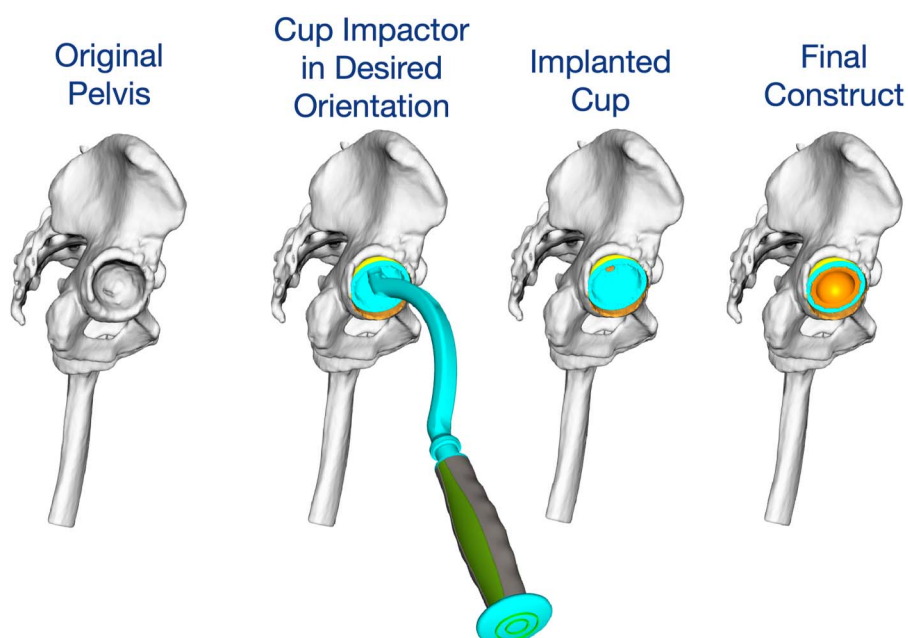 Original
Pelvis
Cup Impactor
in Desired
Orientation
Implanted
Cup
Final
Construct